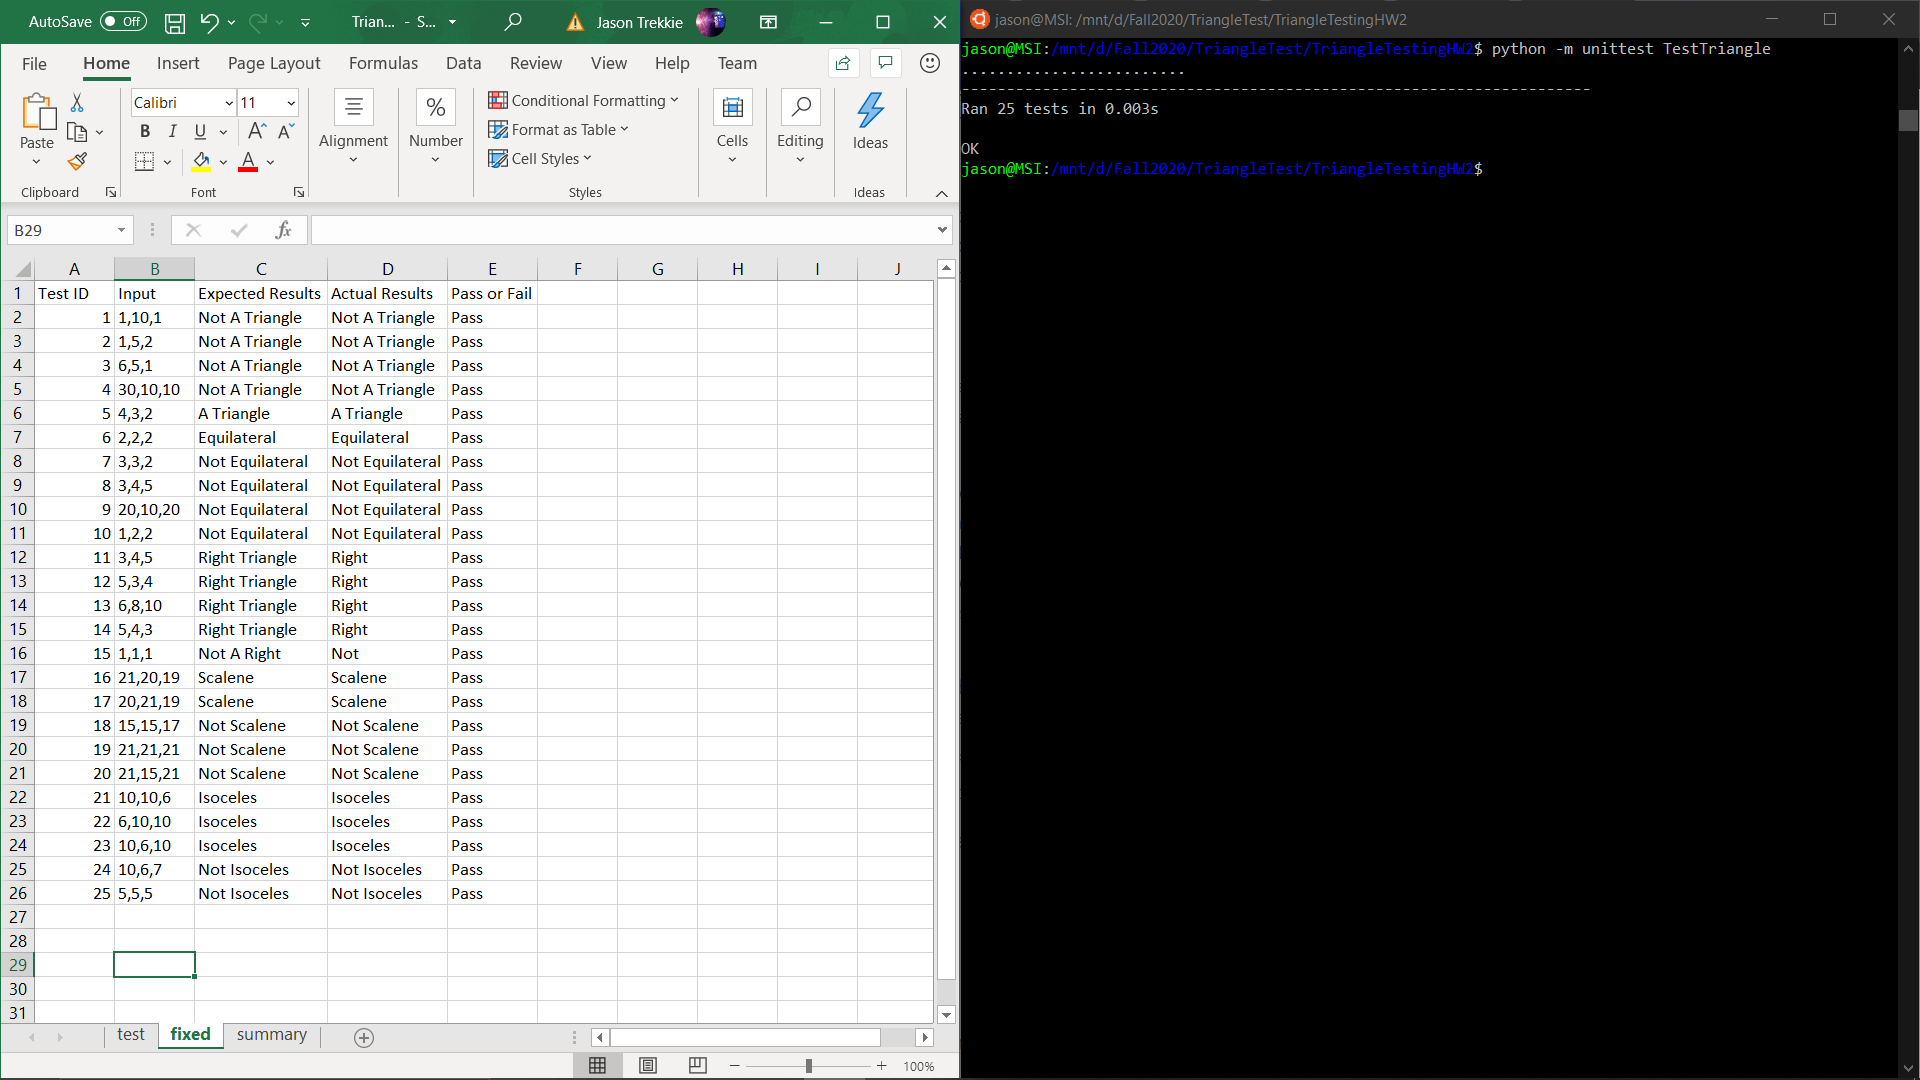 AutoSave Off Trian... - S... Jason Trekkie
File Home Insert Page Layout Formulas Data Review View Help Team
Calibri 11
Paste
B I U A A A
Alignment
% Number
Conditional Formatting
Format as Table
Cell Styles
Cells
Editing
Ideas
Clipboard Font Styles Ideas
B29 fx
A B C D E F G H I J
1 Test ID Input Expected Results Actual Results Pass or Fail
2 1 1,10,1 Not A Triangle Not A Triangle Pass
3 2 1,5,2 Not A Triangle Not A Triangle Pass
4 3 6,5,1 Not A Triangle Not A Triangle Pass
5 4 30,10,10 Not A Triangle Not A Triangle Pass
6 5 4,3,2 A Triangle A Triangle Pass
7 6 2,2,2 Equilateral Equilateral Pass
8 7 3,3,2 Not Equilateral Not Equilateral Pass
9 8 3,4,5 Not Equilateral Not Equilateral Pass
10 9 20,10,20 Not Equilateral Not Equilateral Pass
11 10 1,2,2 Not Equilateral Not Equilateral Pass
12 11 3,4,5 Right Triangle Right Pass
13 12 5,3,4 Right Triangle Right Pass
14 13 6,8,10 Right Triangle Right Pass
15 14 5,4,3 Right Triangle Right Pass
16 15 1,1,1 Not A Right Not Pass
17 16 21,20,19 Scalene Scalene Pass
18 17 20,21,19 Scalene Scalene Pass
19 18 15,15,17 Not Scalene Not Scalene Pass
20 19 21,21,21 Not Scalene Not Scalene Pass
21 20 21,15,21 Not Scalene Not Scalene Pass
22 21 10,10,6 Isoceles Isoceles Pass
23 22 6,10,10 Isoceles Isoceles Pass
24 23 10,6,10 Isoceles Isoceles Pass
25 24 10,6,7 Not Isoceles Not Isoceles Pass
26 25 5,5,5 Not Isoceles Not Isoceles Pass
27
28
29
30
31
test fixed summary
100%
jason@MSI: /mnt/d/Fall2020/TriangleTest/TriangleTestingHW2
jason@MSI:/mnt/d/Fall2020/TriangleTest/TriangleTestingHW2$ python -m unittest TestTriangle
.........................
----------------------------------------------------------------------
Ran 25 tests in 0.003s
OK
jason@MSI:/mnt/d/Fall2020/TriangleTest/TriangleTestingHW2$